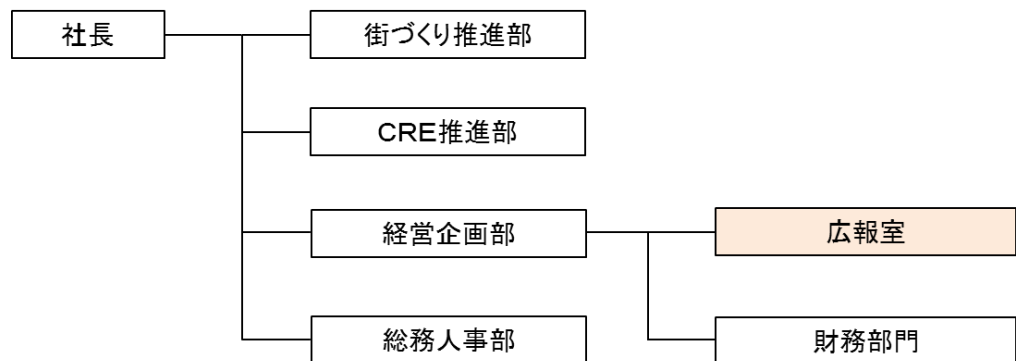 社長
街づくり推進部
CRE推進部
経営企画部
広報室
総務人事部
財務部門